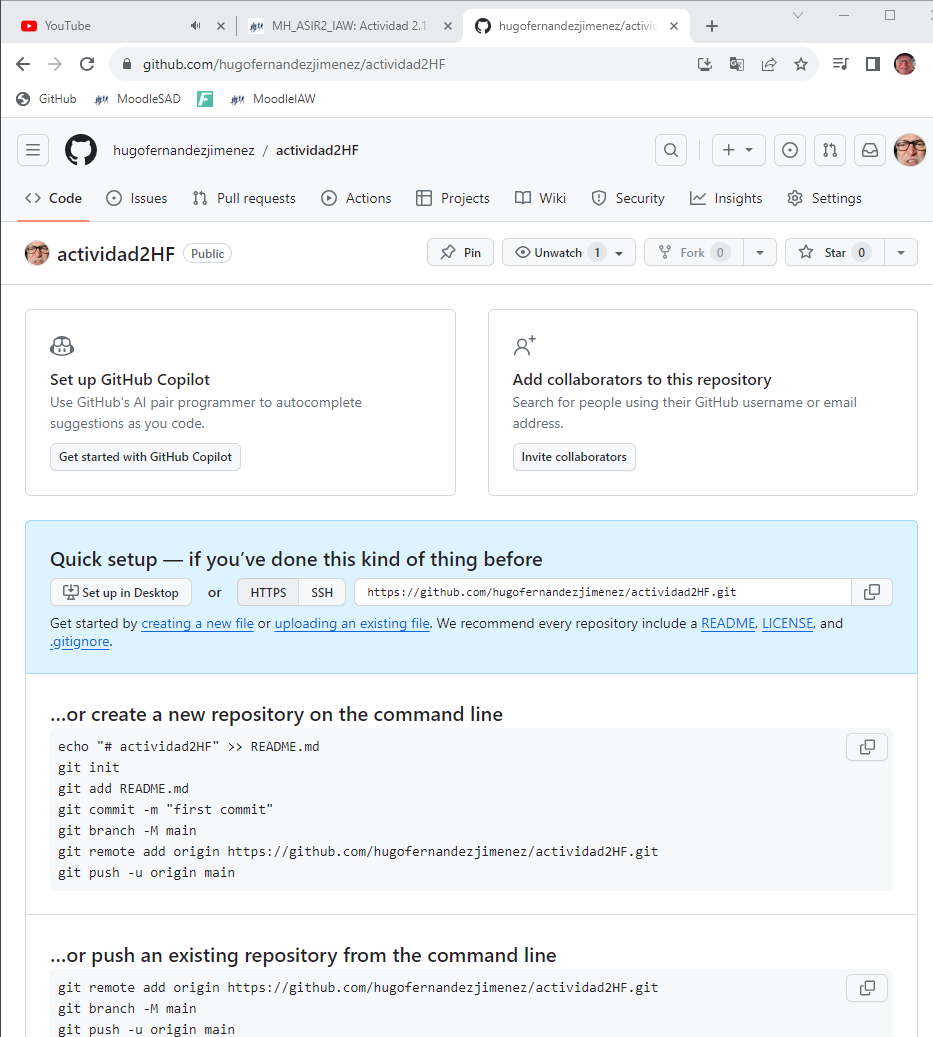 YouTube
MH_ASIR2_IAW: Actividad 2.1
hugofernandezjimenez/activid
github.com/hugofernandezjimenez/actividad2HF
GitHub
MoodleSAD
MoodleIAW
hugofernandezjimenez / actividad2HF
Code
Issues
Pull requests
Actions
Projects
Wiki
Security
Insights
Settings
actividad2HF
Public
Pin
Unwatch 1
Fork 0
Star 0
Set up GitHub Copilot
Use GitHub's AI pair programmer to autocomplete
suggestions as you code.
Get started with GitHub Copilot
Add collaborators to this repository
Search for people using their GitHub username or email
address.
Invite collaborators
Quick setup — if you’ve done this kind of thing before
Set up in Desktop
or
HTTPS
SSH
https://github.com/hugofernandezjimenez/actividad2HF.git
Get started by creating a new file or uploading an existing file. We recommend every repository include a README, LICENSE, and
.gitignore.
…or create a new repository on the command line
echo "# actividad2HF" >> README.md
git init
git add README.md
git commit -m "first commit"
git branch -M main
git remote add origin https://github.com/hugofernandezjimenez/actividad2HF.git
git push -u origin main
…or push an existing repository from the command line
git remote add origin https://github.com/hugofernandezjimenez/actividad2HF.git
git branch -M main
git push -u origin main